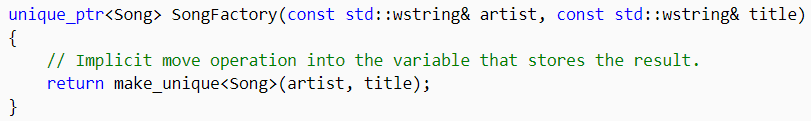 unique_ptr<Song> SongFactory(const std::wstring& artist, const std::wstring& title)
{
    // Implicit move operation into the variable that stores the result.
    return make_unique<Song>(artist, title);
}